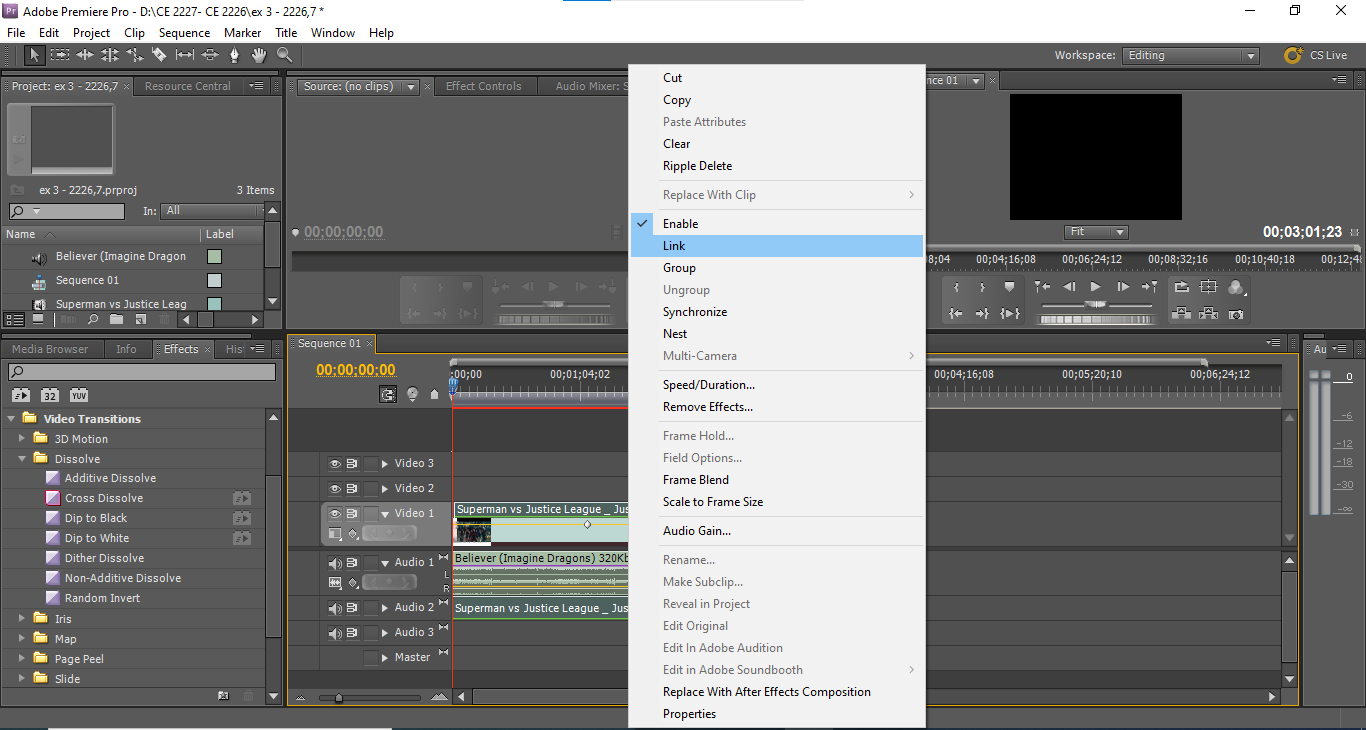 Adobe Premiere Pro - D:\CE 2227- CE 2226\ex 3 - 2226,7 *
File Edit Project Clip Sequence Marker Title Window Help
Workspace: Editing CS Live
Project: ex 3 - 2226,7 × Resource Central
ex 3 - 2226,7.prproj
3 Items
In: All
Name Label
Believer (Imagine Dragon
Sequence 01
Superman vs Justice Leag
Source: (no clips) × Effect Controls Audio Mixer: S
00;00;00;00
nce 01 ×
Fit 00;03;01;23
8;04 00;04;16;08 00;06;24;12 00;08;32;16 00;10;40;18 00;12;4
Cut
Copy
Paste Attributes
Clear
Ripple Delete
Replace With Clip
Enable
Link
Group
Ungroup
Synchronize
Nest
Multi-Camera
Speed/Duration...
Remove Effects...
Frame Hold...
Field Options...
Frame Blend
Scale to Frame Size
Audio Gain...
Rename...
Make Subclip...
Reveal in Project
Edit Original
Edit In Adobe Audition
Edit in Adobe Soundbooth
Replace With After Effects Composition
Properties
Media Browser Info Effects × His
32 YUV
Video Transitions
3D Motion
Dissolve
Additive Dissolve
Cross Dissolve
Dip to Black
Dip to White
Dither Dissolve
Non-Additive Dissolve
Random Invert
Iris
Map
Page Peel
Slide
Sequence 01 ×
00;00;00;00
;00;00 00;01;04;02 00;04;16;08 00;05;20;10 00;06;24;12
Video 3
Video 2
Video 1
Superman vs Justice League _ Jus
Audio 1
L
R
Believer (Imagine Dragons) 320Kb
Audio 2
Superman vs Justice League _ Jus
Audio 3
Master
Au
0
-6
-12
-18
-30
-∞